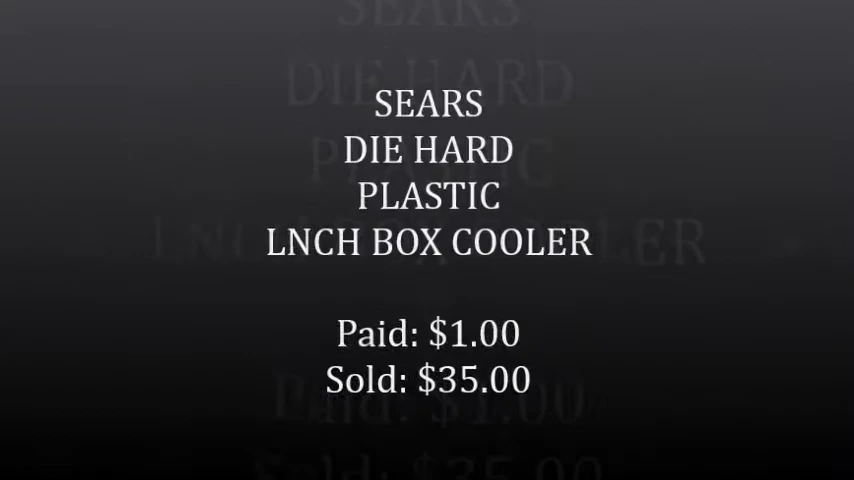 SEARS
DIE HARD
PLASTIC
LNCH BOX COOLER
Paid: $1.00
Sold: $35.00